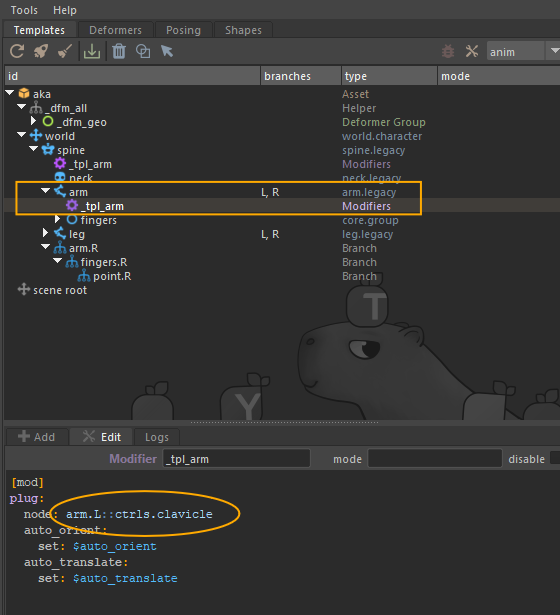 Tools Help
Templates Deformers Posing Shapes
anim
id branches type mode
aka Asset
_dfm_all Helper
_dfm_geo Deformer Group
world world.character
spine spine.legacy
_tpl_arm Modifiers
neck neck.legacy
arm L, R arm.legacy
_tpl_arm Modifiers
fingers core.group
leg L, R leg.legacy
arm.R Branch
fingers.R Branch
point.R Branch
scene root
T
Y
Add Edit Logs
Modifier _tpl_arm mode disable
[mod]
plug:
node: arm.L::ctrls.clavicle
auto_orient:
set: $auto_orient
auto_translate:
set: $auto_translate